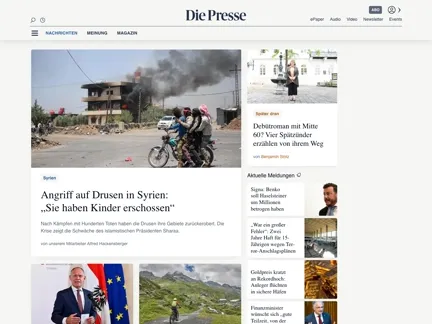 Die Presse
ABO
ePaper Audio Video Newsletter Events
NACHRICHTEN MEINUNG MAGAZIN
Syrien
Angriff auf Drusen in Syrien:
„Sie haben Kinder erschossen“
Nach Kämpfen mit Hunderten Toten haben die Drusen ihre Gebiete zurückerobert. Die
Krise zeigt die Schwäche des islamistischen Präsidenten Sharaa.
von unserem Mitarbeiter Alfred Hackensberger
Später dran
Debütroman mit Mitte
60? Vier Spätzünder
erzählen von ihrem Weg
von Benjamin
Aktuelle Meldungen
Signa: Benko
soll Haselsteiner
um Millionen
betrogen haben
„War ein großer
Fehler“: Zwei
Jahre Haft für 15-
Jährigen wegen Ter-
ror-Anschlagsplänen
Goldpreis kratzt
an Rekordhoch:
Anleger flüchten
in sichere Häfen
Finanzminister
wünscht sich „gute
Teilzeit, von der